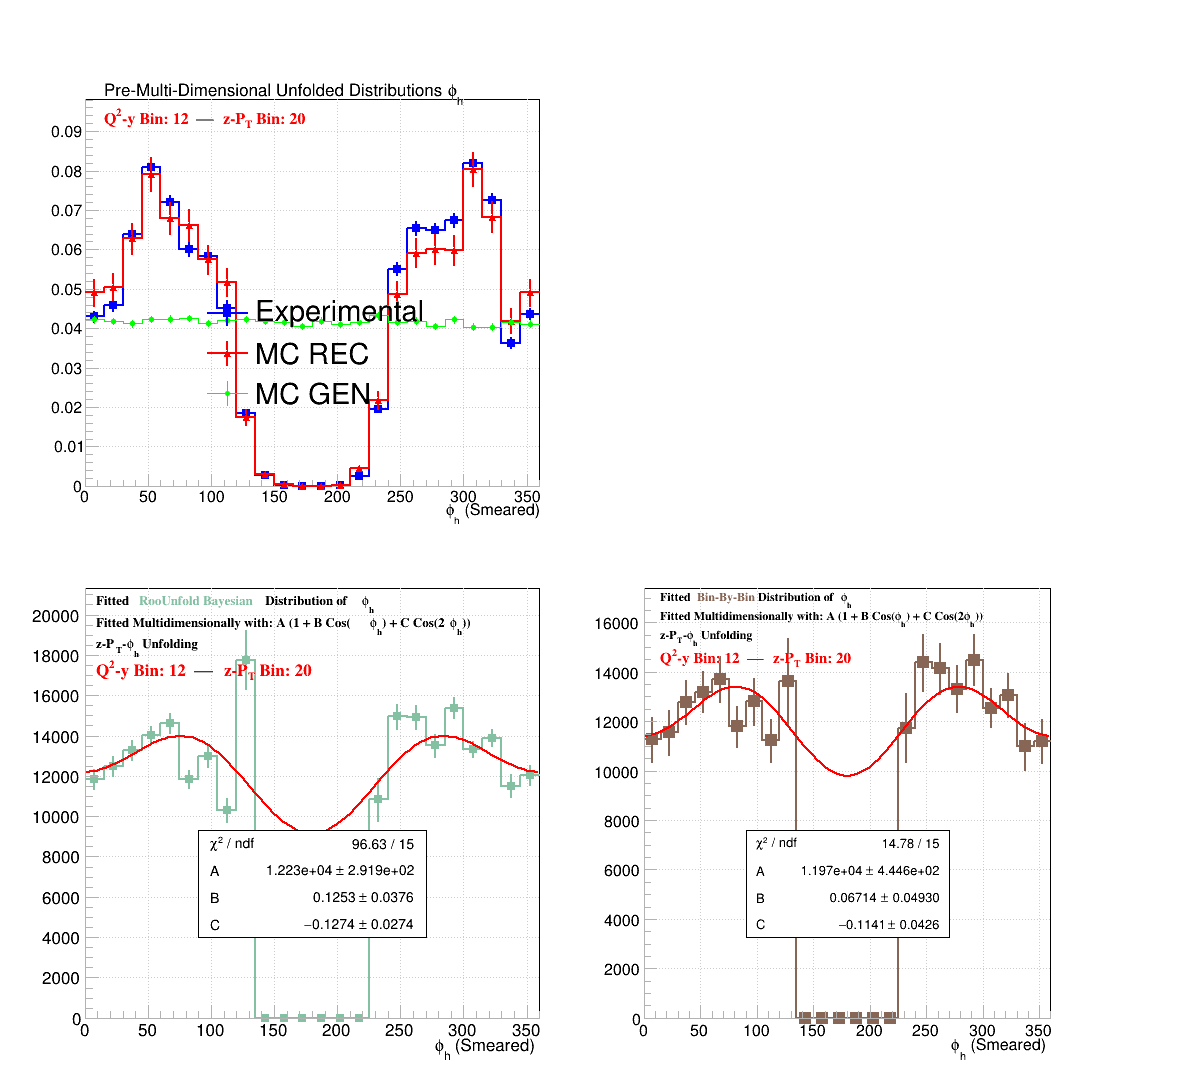 Pre-Multi-Dimensional Unfolded Distributions ϕh
Q²-y Bin: 12 — z-PT Bin: 20
0.09
0.08
0.07
0.06
0.05
0.04
0.03
0.02
0.01
0
Experimental
MC REC
MC GEN
0 50 100 150 200 250 300 350
ϕh (Smeared)
Fitted RooUnfold Bayesian Distribution of ϕh
Fitted Multidimensionally with: A (1 + B Cos( ϕh) + C Cos(2 ϕh))
z-PT-ϕh Unfolding
Q²-y Bin: 12 — z-PT Bin: 20
20000
18000
16000
14000
12000
10000
8000
6000
4000
2000
0
χ² / ndf 96.63 / 15
A 1.223e+04 ± 2.919e+02
B 0.1253 ± 0.0376
C −0.1274 ± 0.0274
0 50 100 150 200 250 300 350
ϕh (Smeared)
Fitted Bin-By-Bin Distribution of ϕh
Fitted Multidimensionally with: A (1 + B Cos(ϕh) + C Cos(2ϕh))
z-PT-ϕh Unfolding
Q²-y Bin: 12 — z-PT Bin: 20
16000
14000
12000
10000
8000
6000
4000
2000
0
χ² / ndf 14.78 / 15
A 1.197e+04 ± 4.446e+02
B 0.06714 ± 0.04930
C −0.1141 ± 0.0426
0 50 100 150 200 250 300 350
ϕh (Smeared)